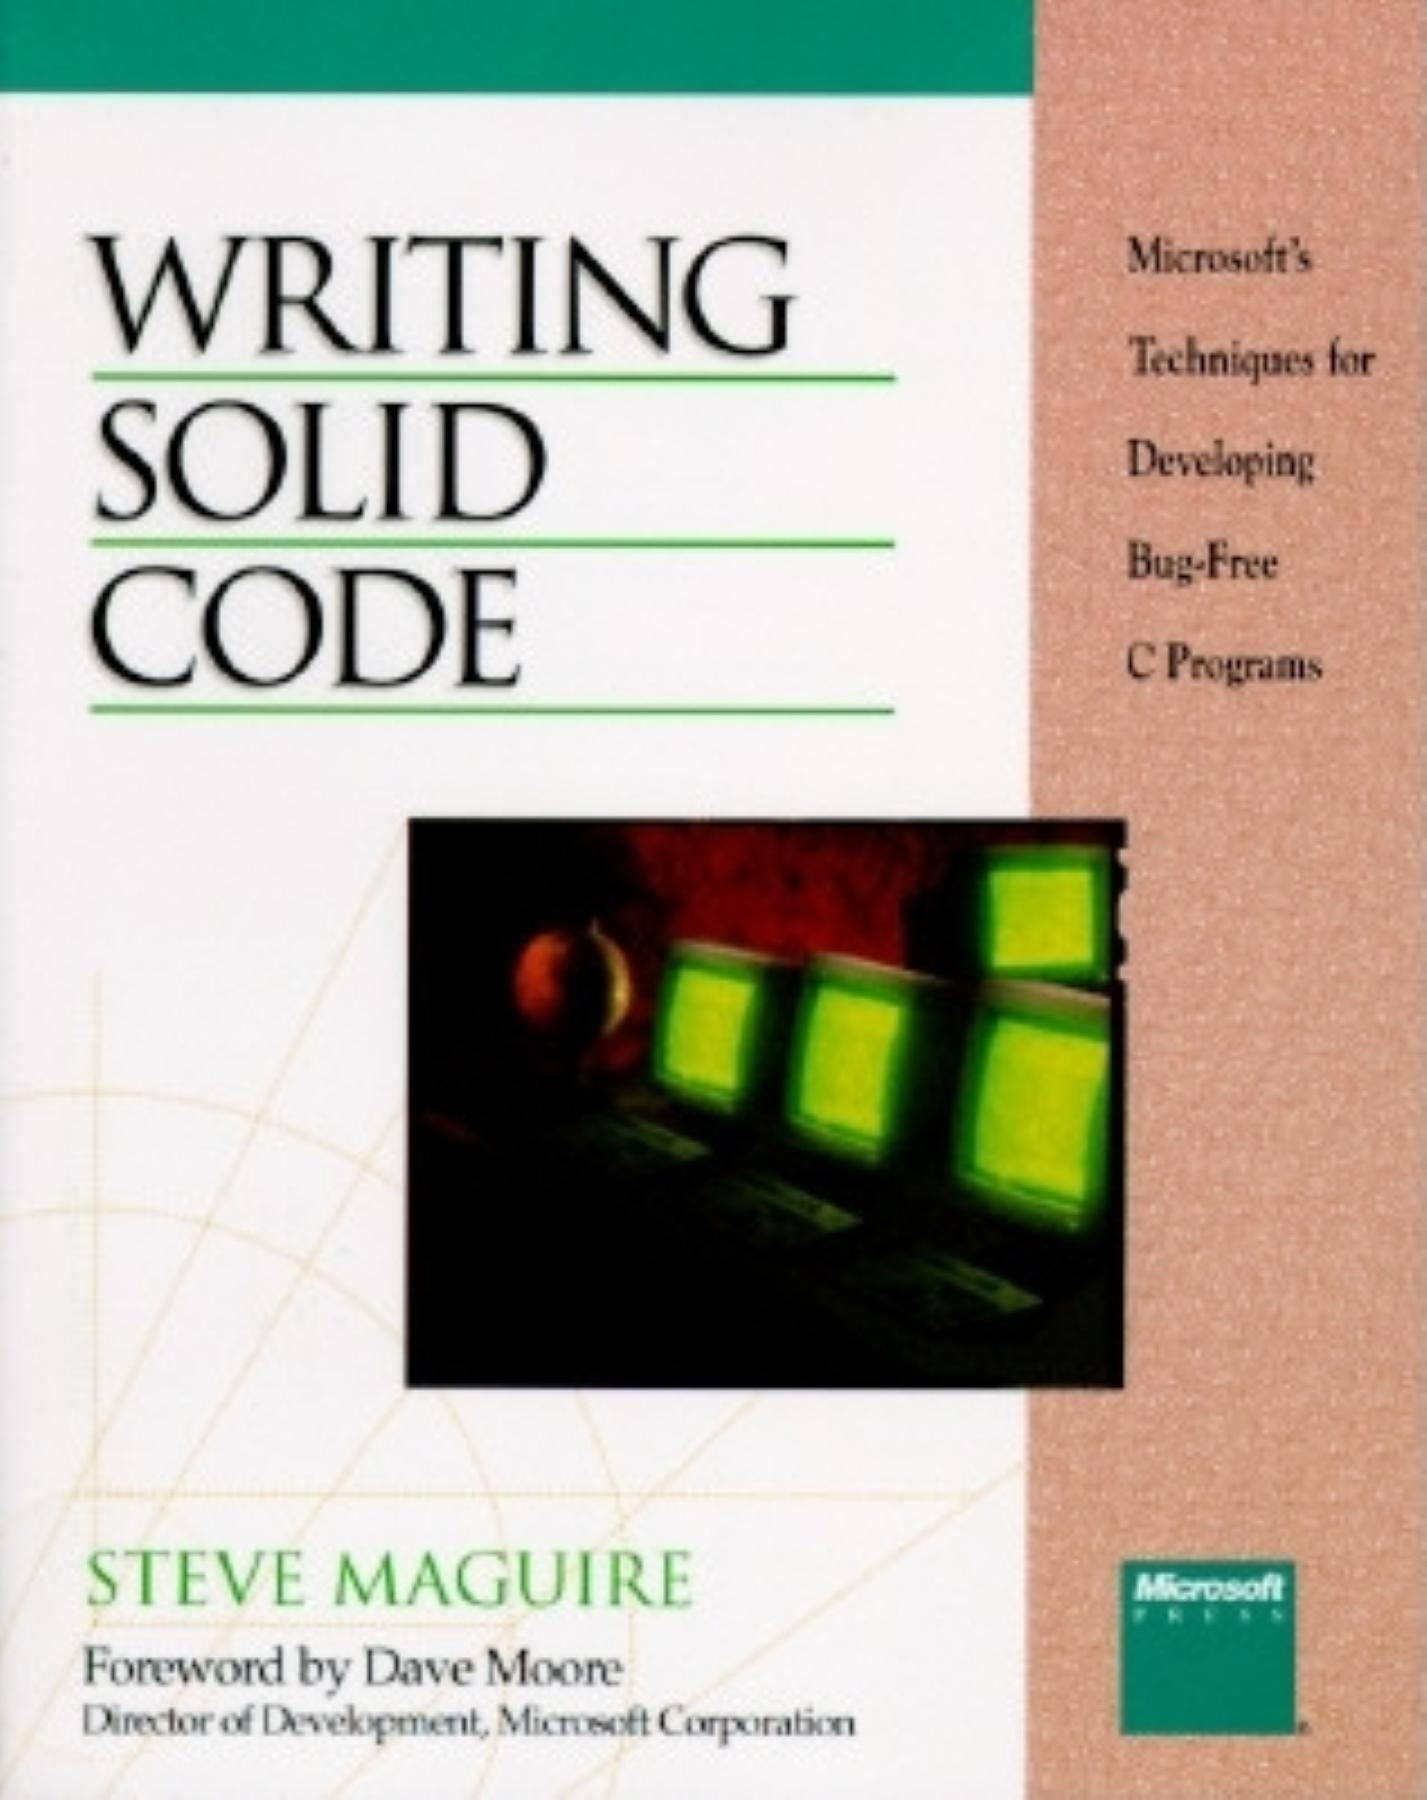 WRITING
SOLID
CODE
Microsoft's
Techniques for
Developing
Bug-Free
C Programs
STEVE MAGUIRE
Foreword by Dave Moore
Director of Development, Microsoft Corporation
Microsoft
PRESS